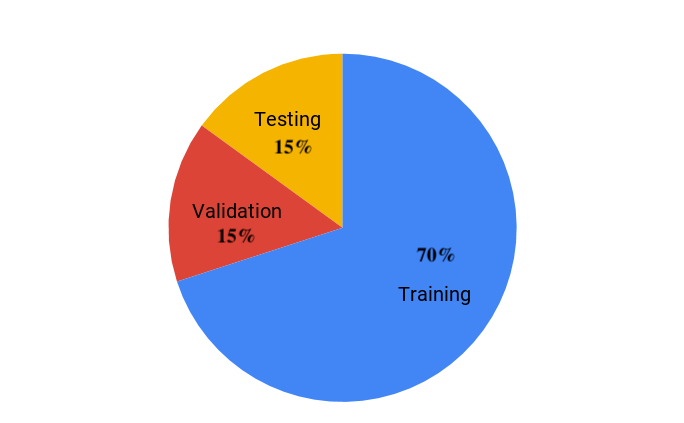 Testing
15%
Validation
15%
70%
Training